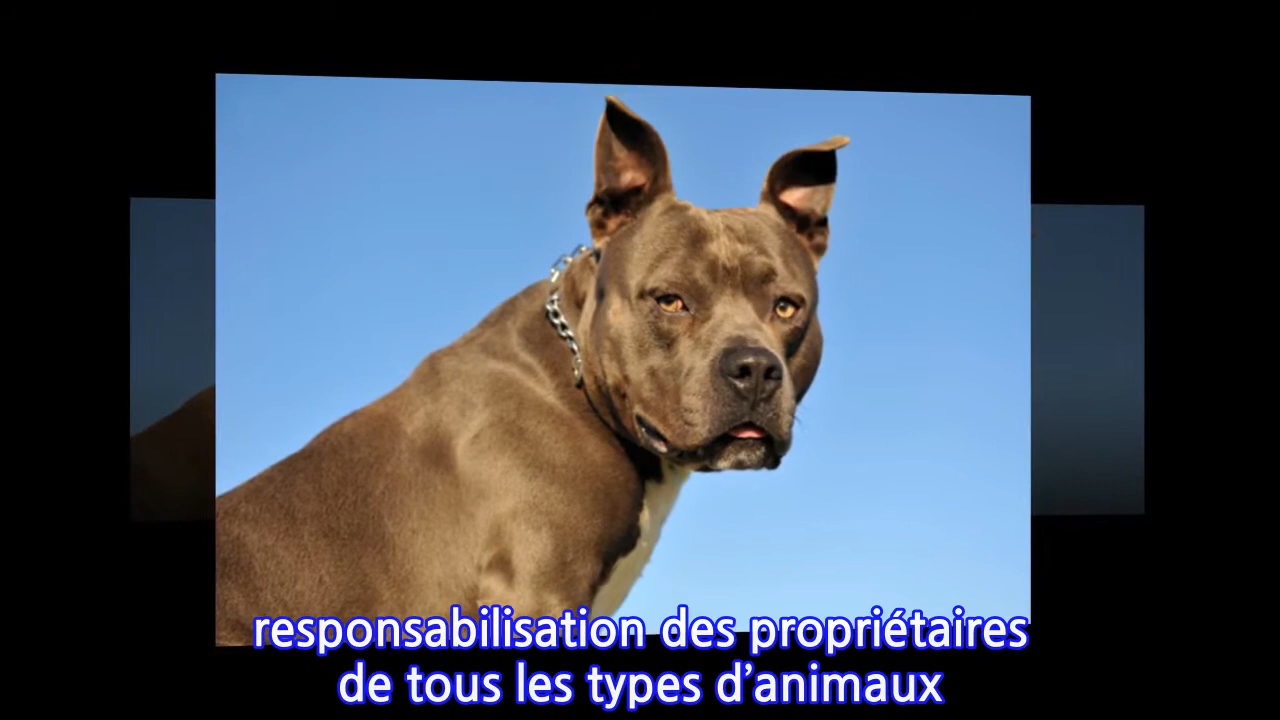 responsabilisation des propriétaires
de tous les types d’animaux